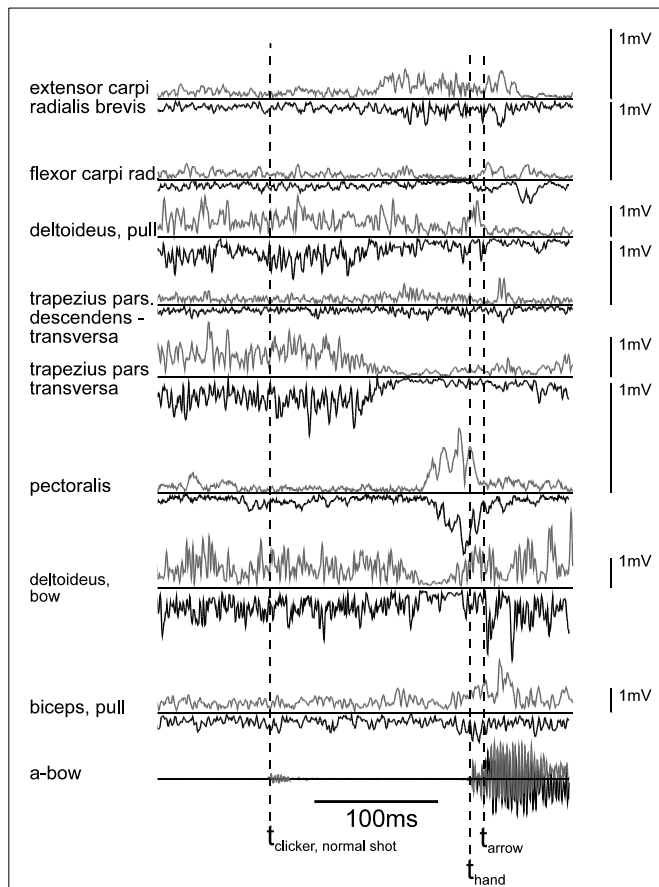 1mV
extensor carpi
radialis brevis
1mV
flexor carpi rad.
1mV
deltoideus, pull
1mV
trapezius pars.
descendens -
transversa
1mV
trapezius pars
transversa
1mV
pectoralis
deltoideus,
bow
1mV
biceps, pull
1mV
a-bow
100ms
tclicker, normal shot
tarrow
thand